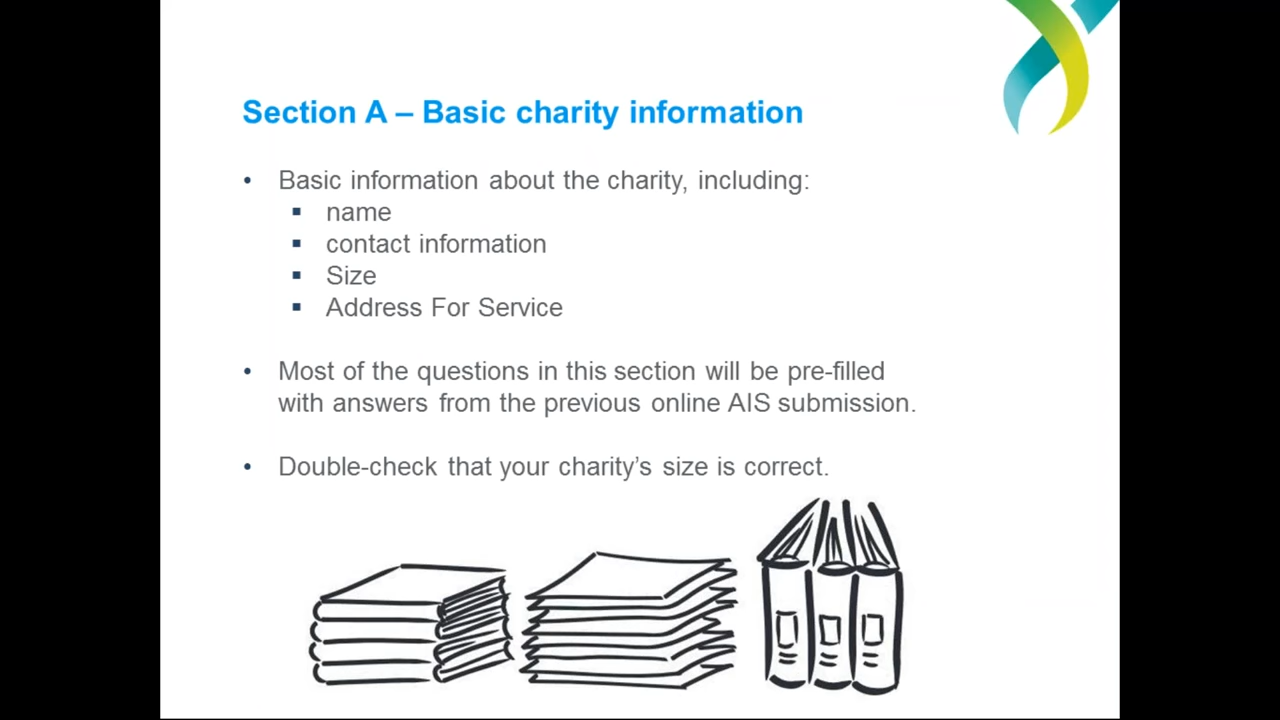 Section A – Basic charity information
• Basic information about the charity, including:
▪ name
▪ contact information
▪ Size
▪ Address For Service
• Most of the questions in this section will be pre-filled
with answers from the previous online AIS submission.
• Double-check that your charity’s size is correct.